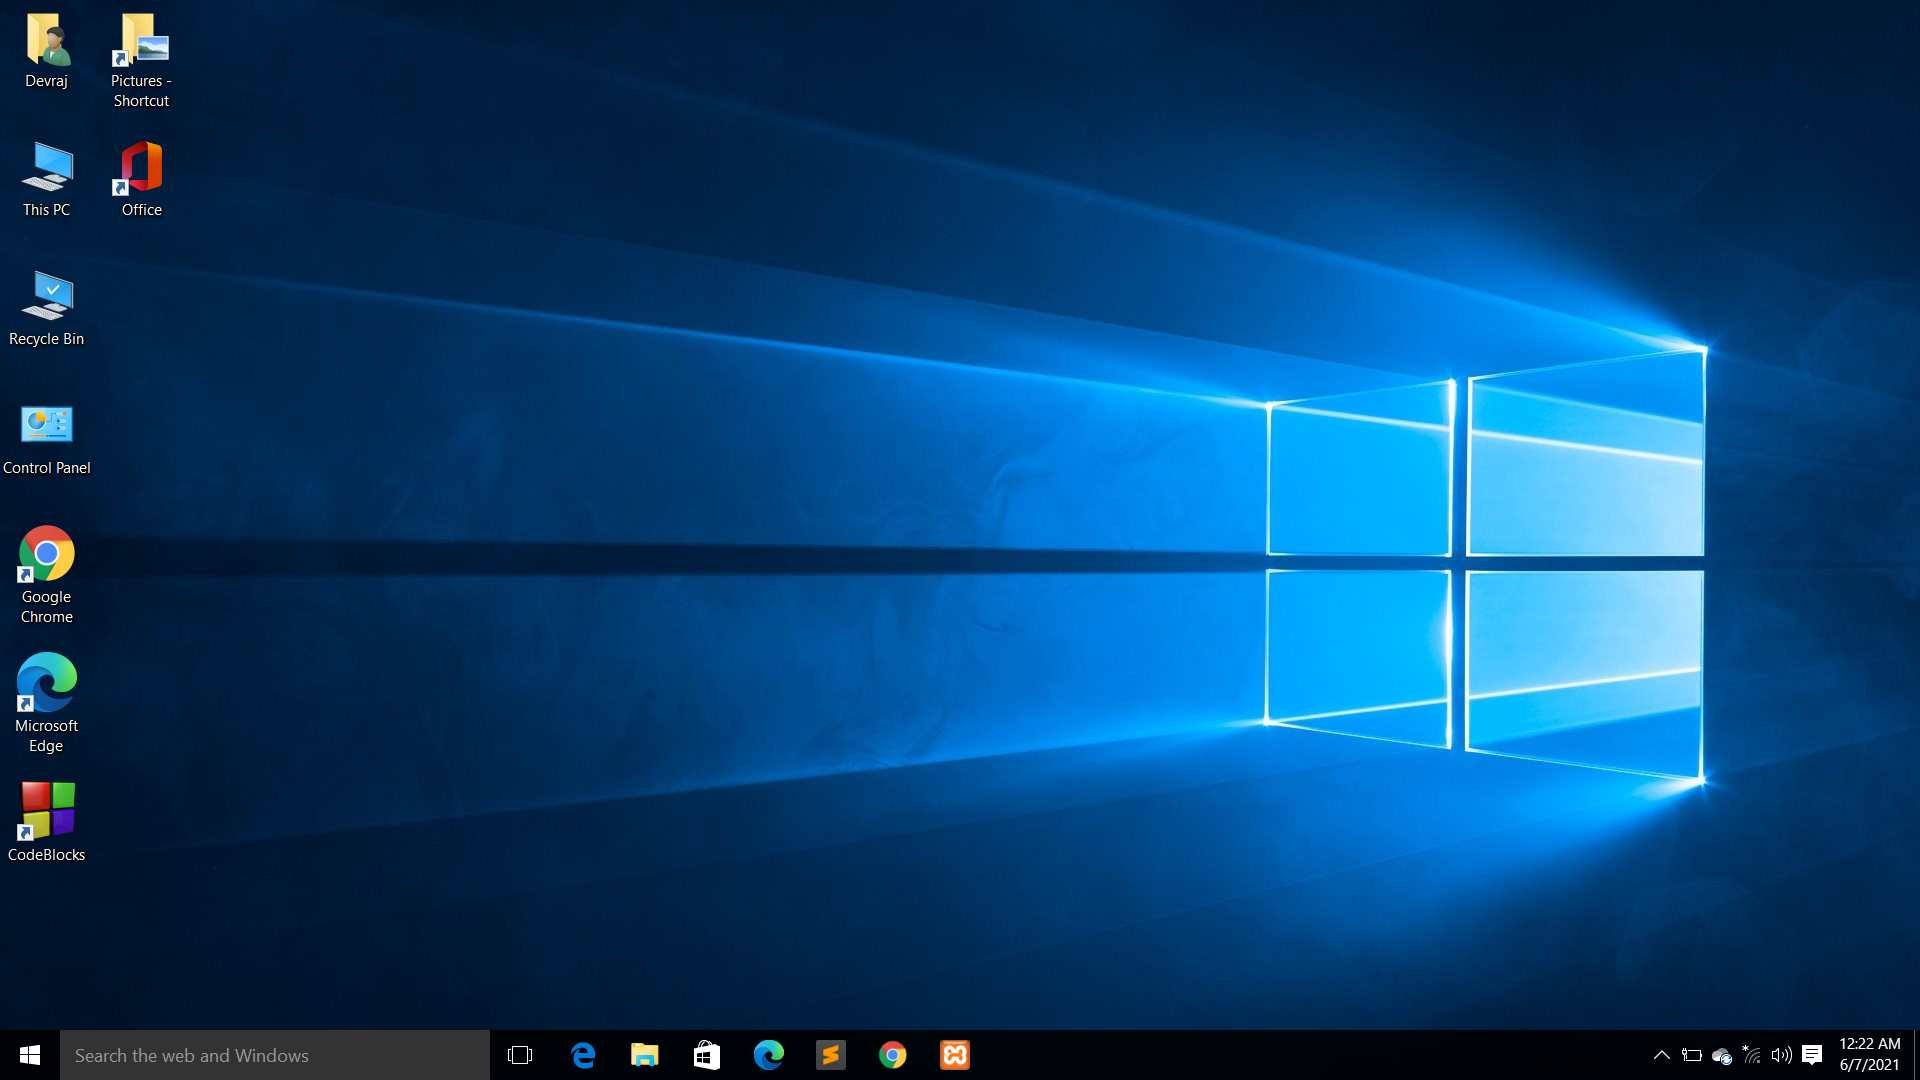 Devraj
Pictures -
Shortcut
This PC
Office
Recycle Bin
Control Panel
Google
Chrome
Microsoft
Edge
CodeBlocks
Search the web and Windows
12:22 AM
6/7/2021